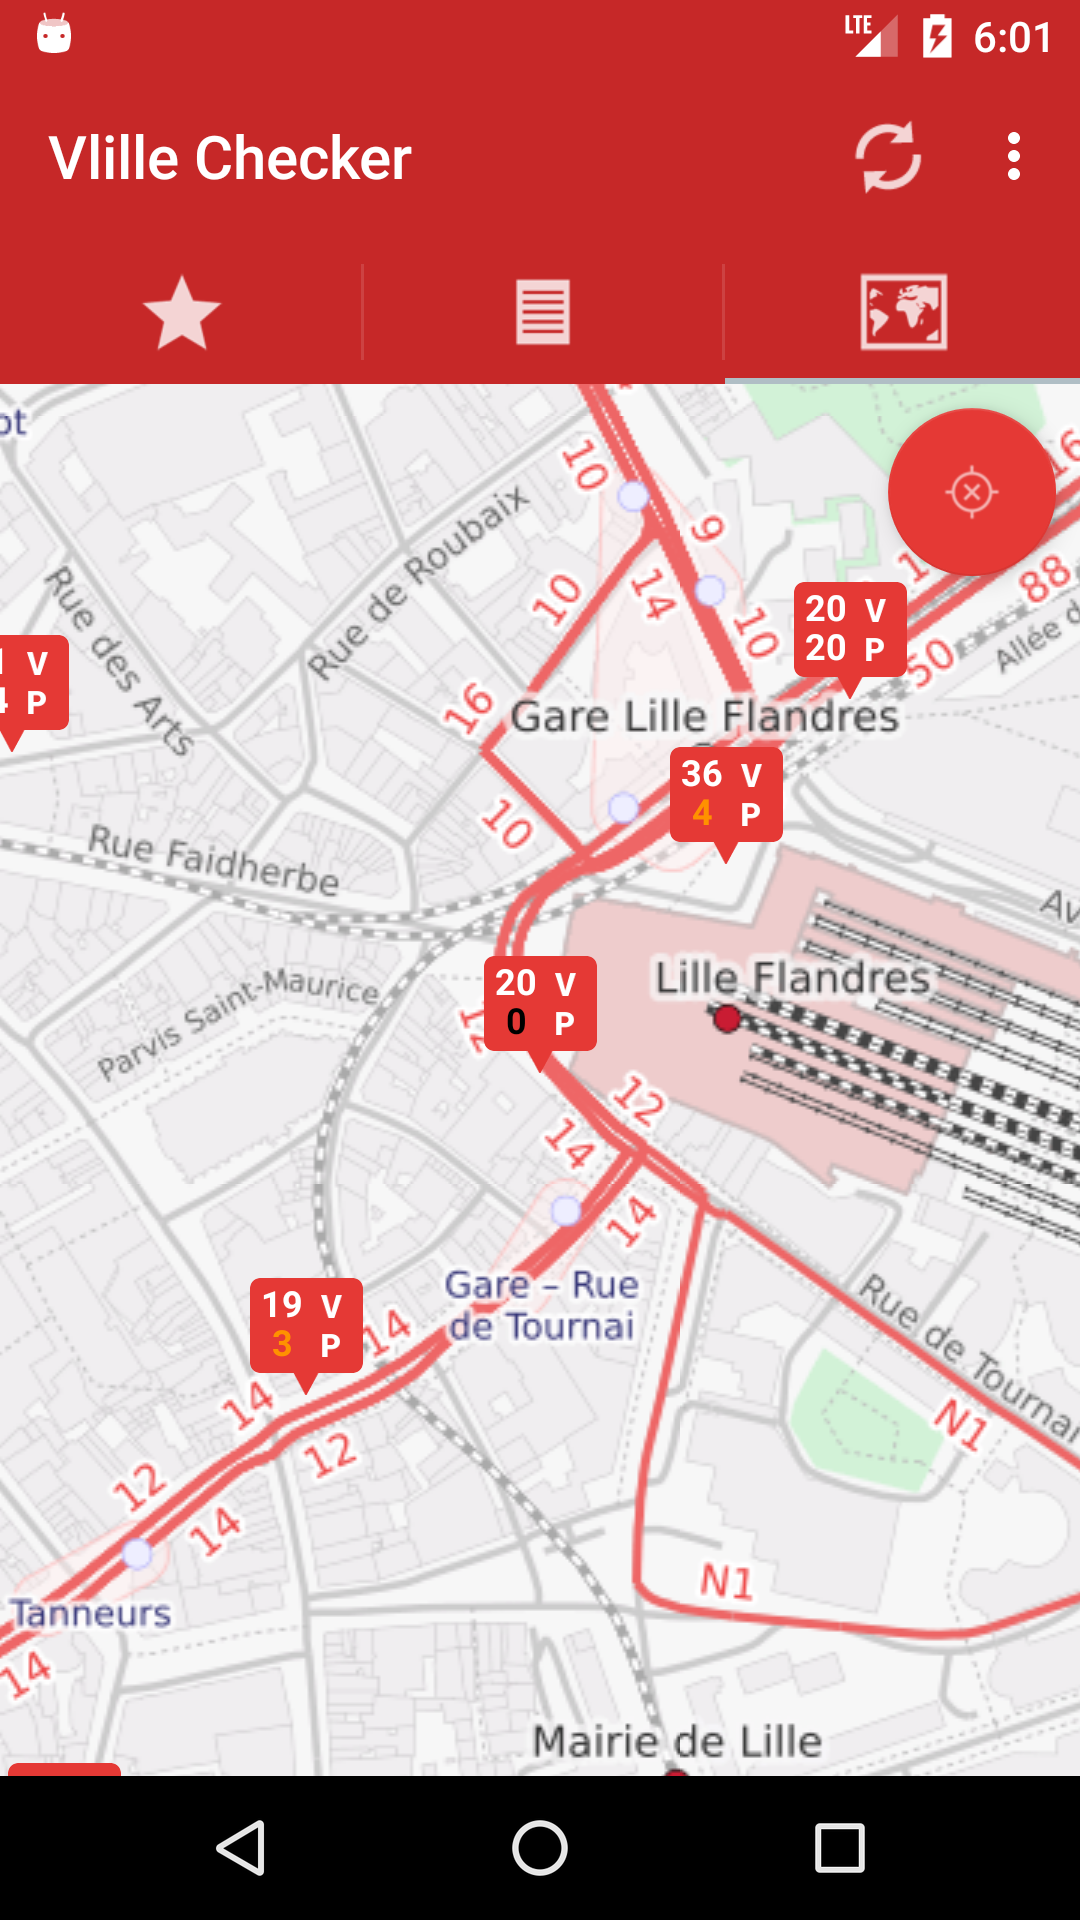 LTE 6:01
Vlille Checker
ot
10
9
Rue de Roubaix
Rue des Arts
10
14
10
88
20 V
20 P
50
V
4 P
16
Gare Lille Flandres
36 V
4 P
10
Rue Faidherbe
Av
Parvis Saint-Maurice
Lille Flandres
20 V
0 P
12
12
14
14
Gare – Rue
de Tournai
19 V
3 P
14
14
12
Rue de Tournai
N1
12
14
N1
Tanneurs
14
Mairie de Lille